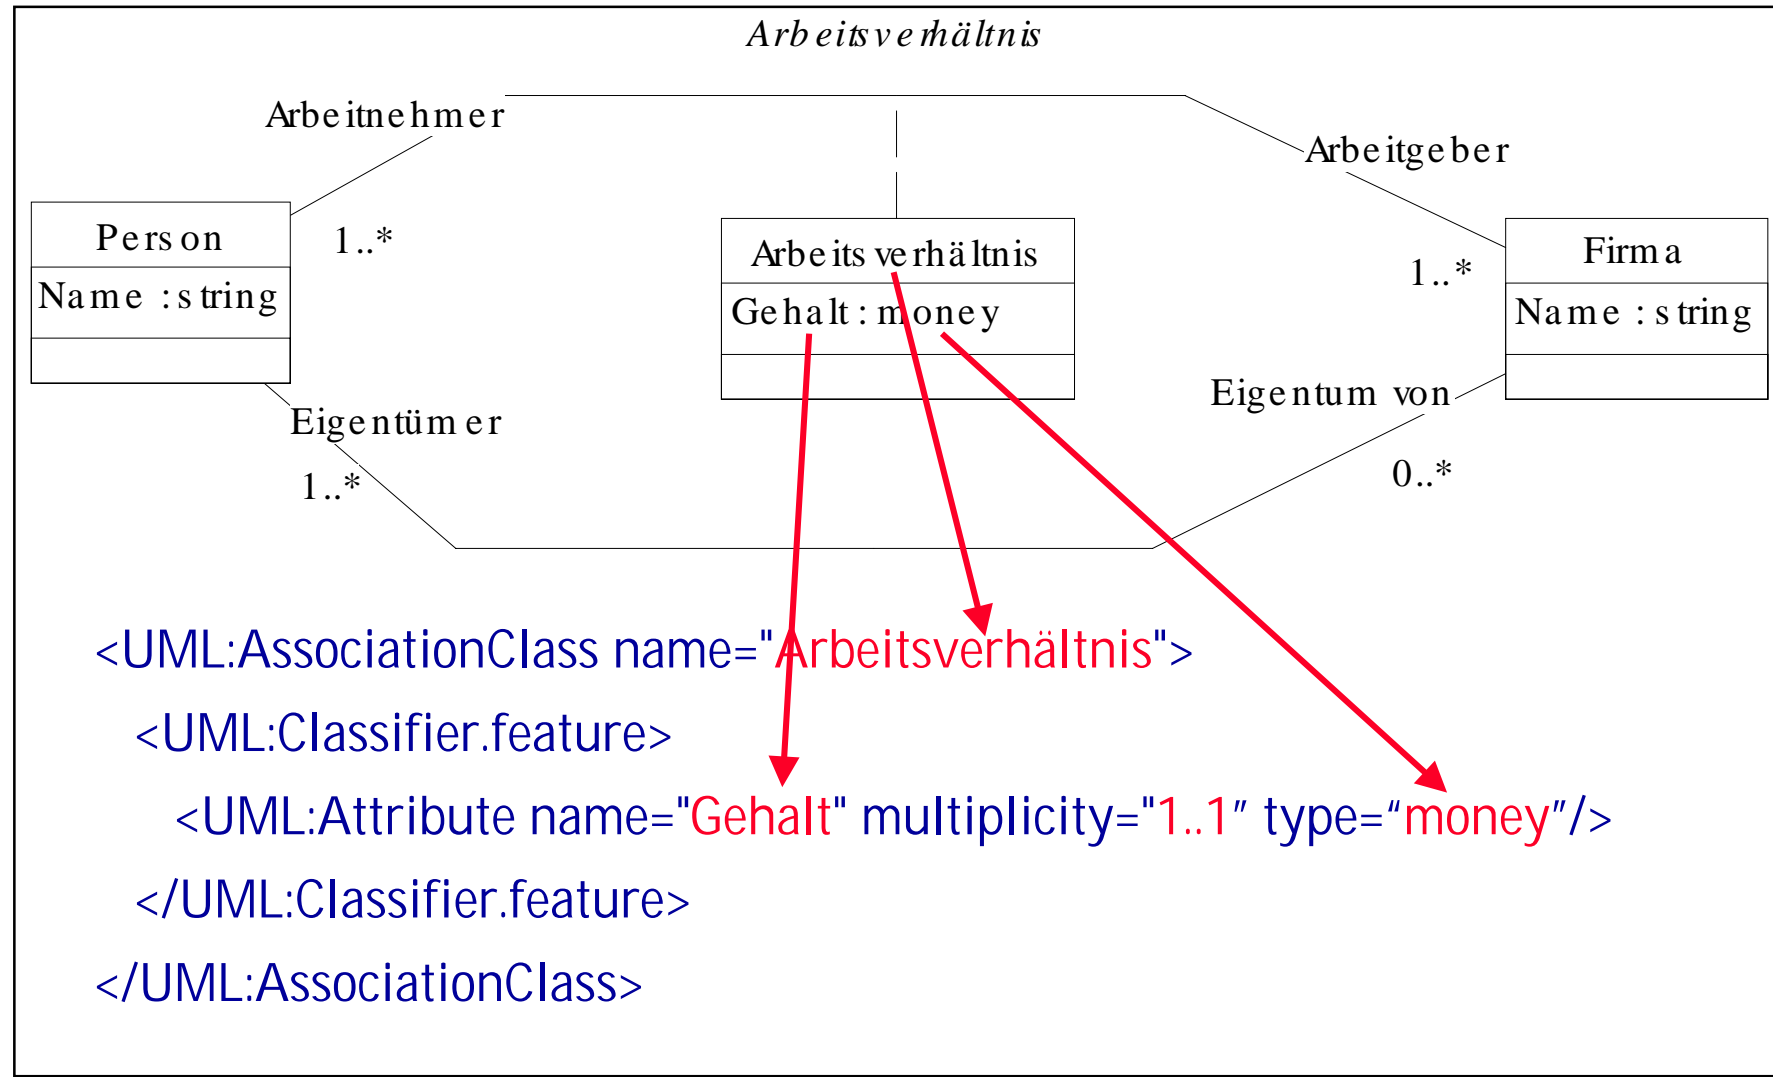 Arbeitsverhältnis
Arbeitnehmer
Arbeitgeber
Person
1..*
Arbeitsverhältnis
1..*
Firma
Name : string
Gehalt : money
Name : string
Eigentümer
Eigentum von
1..*
0..*
<UML:AssociationClass name="Arbeitsverhältnis">
<UML:Classifier.feature>
<UML:Attribute name="Gehalt" multiplicity="1..1” type=“money”/>
</UML:Classifier.feature>
</UML:AssociationClass>